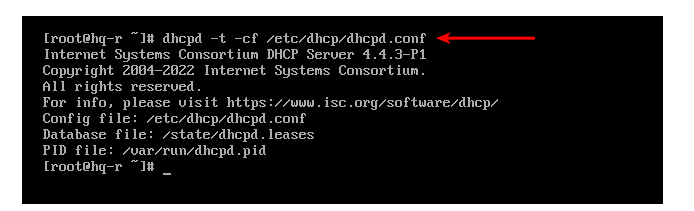 [root@hq-r ~]# dhcpd -t -cf /etc/dhcp/dhcpd.conf
Internet Systems Consortium DHCP Server 4.4.3-P1
Copyright 2004-2022 Internet Systems Consortium.
All rights reserved.
For info, please visit https://www.isc.org/software/dhcp/
Config file: /etc/dhcp/dhcpd.conf
Database file: /state/dhcpd.leases
PID file: /var/run/dhcpd.pid
[root@hq-r ~]# _